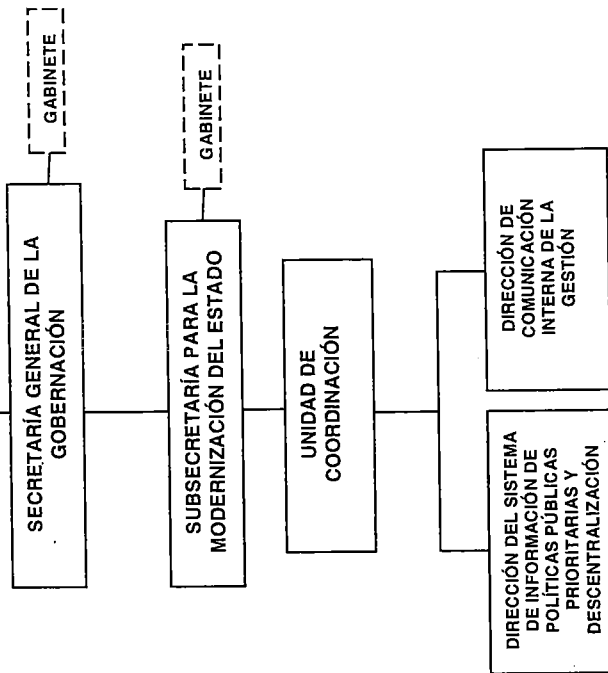 SECRETARÍA GENERAL DE LA
GOBERNACIÓN
GABINETE
SUBSECRETARÍA PARA LA
MODERNIZACIÓN DEL ESTADO
GABINETE
UNIDAD DE
COORDINACIÓN
DIRECCIÓN DEL SISTEMA
DE INFORMACIÓN DE
POLÍTICAS PÚBLICAS
PRIORITARIAS Y
DESCENTRALIZACIÓN
DIRECCIÓN DE
COMUNICACIÓN
INTERNA DE LA
GESTIÓN